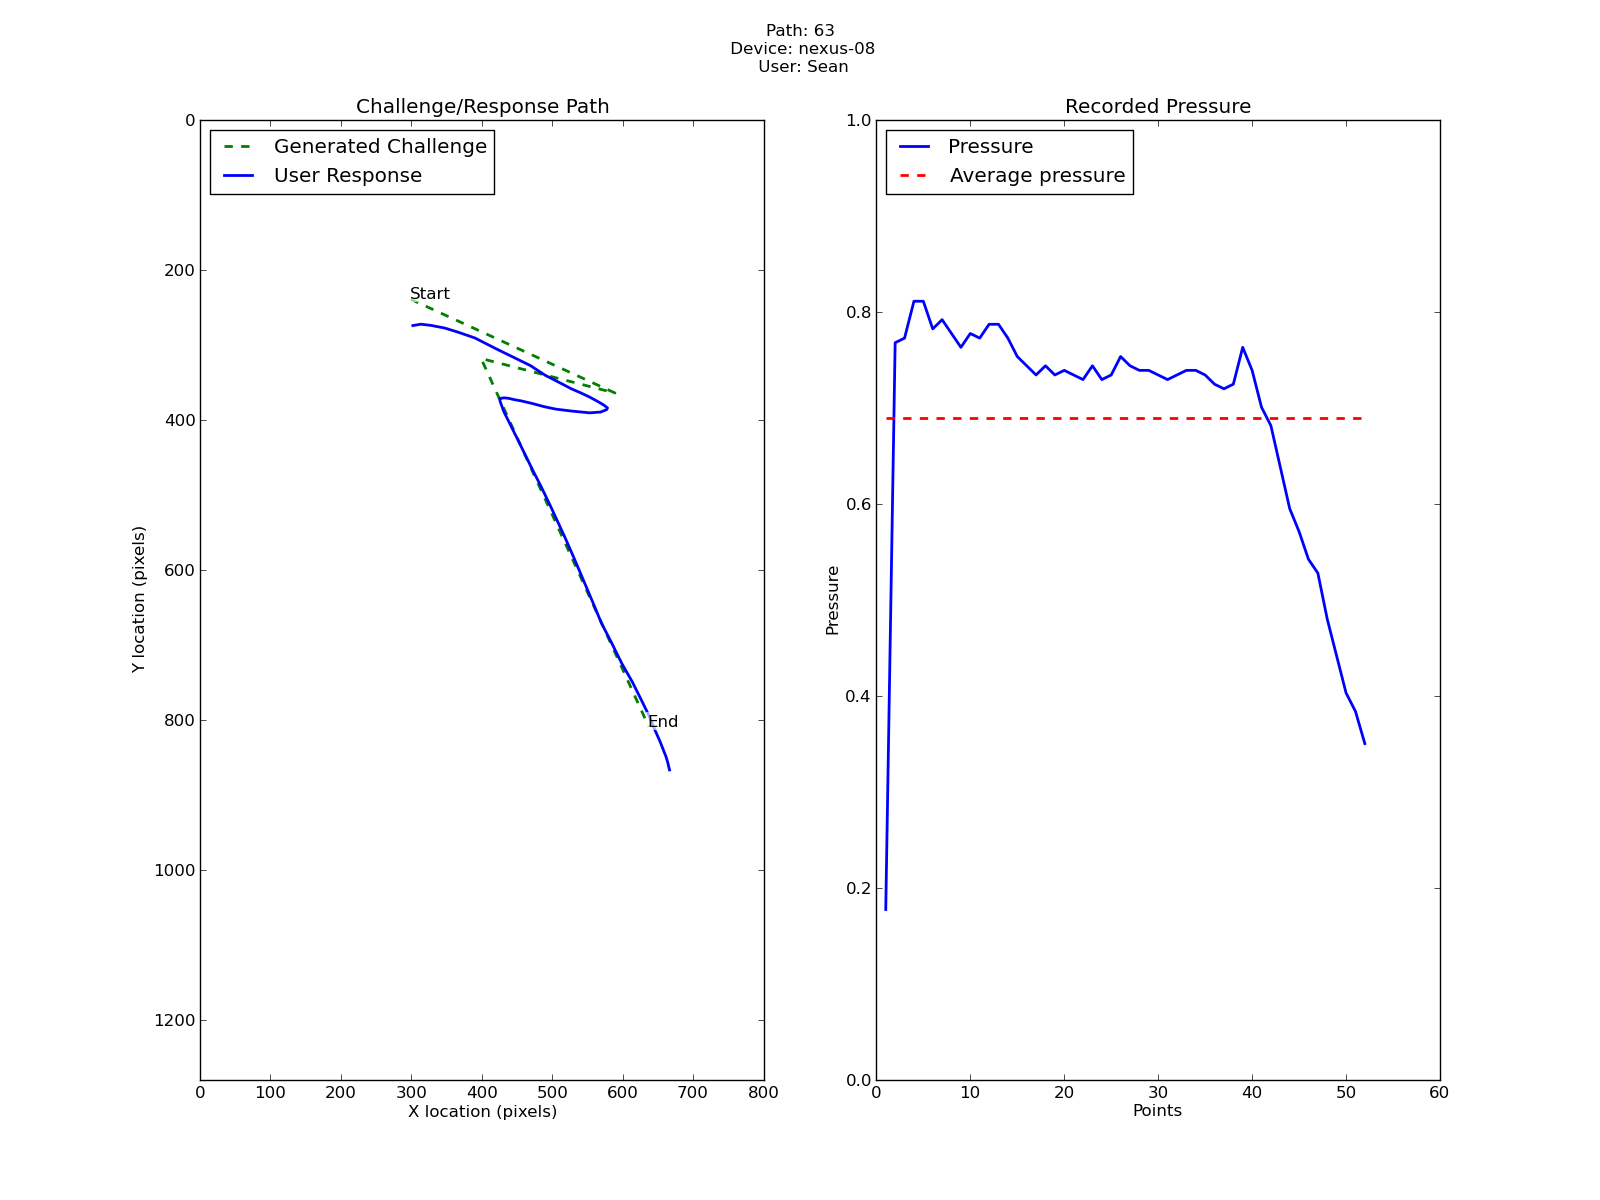 Path: 63
Device: nexus-08
User: Sean
Challenge/Response Path
Generated Challenge
User Response
Start
End
0
200
400
600
800
1000
1200
Y location (pixels)
0 100 200 300 400 500 600 700 800
X location (pixels)
Recorded Pressure
Pressure
Average pressure
1.0
0.8
0.6
0.4
0.2
0.0
Pressure
0 10 20 30 40 50 60
Points